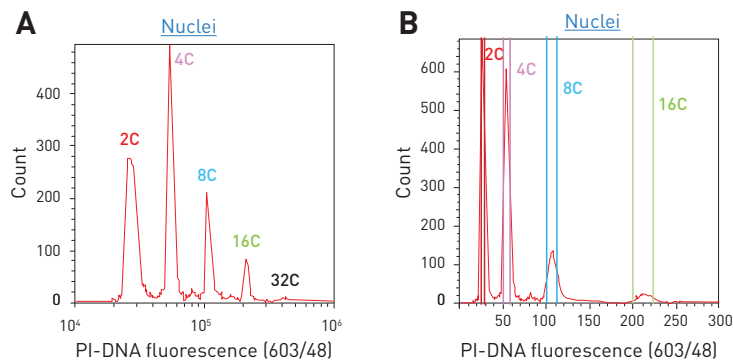 A
Nuclei
Count
400
300
200
100
0
2C
4C
8C
16C
32C
10⁴
10⁵
10⁶
PI-DNA fluorescence (603/48)
B
Nuclei
Count
600
500
400
300
200
100
0
2C
4C
8C
16C
50
100
150
200
250
300
PI-DNA fluorescence (603/48)